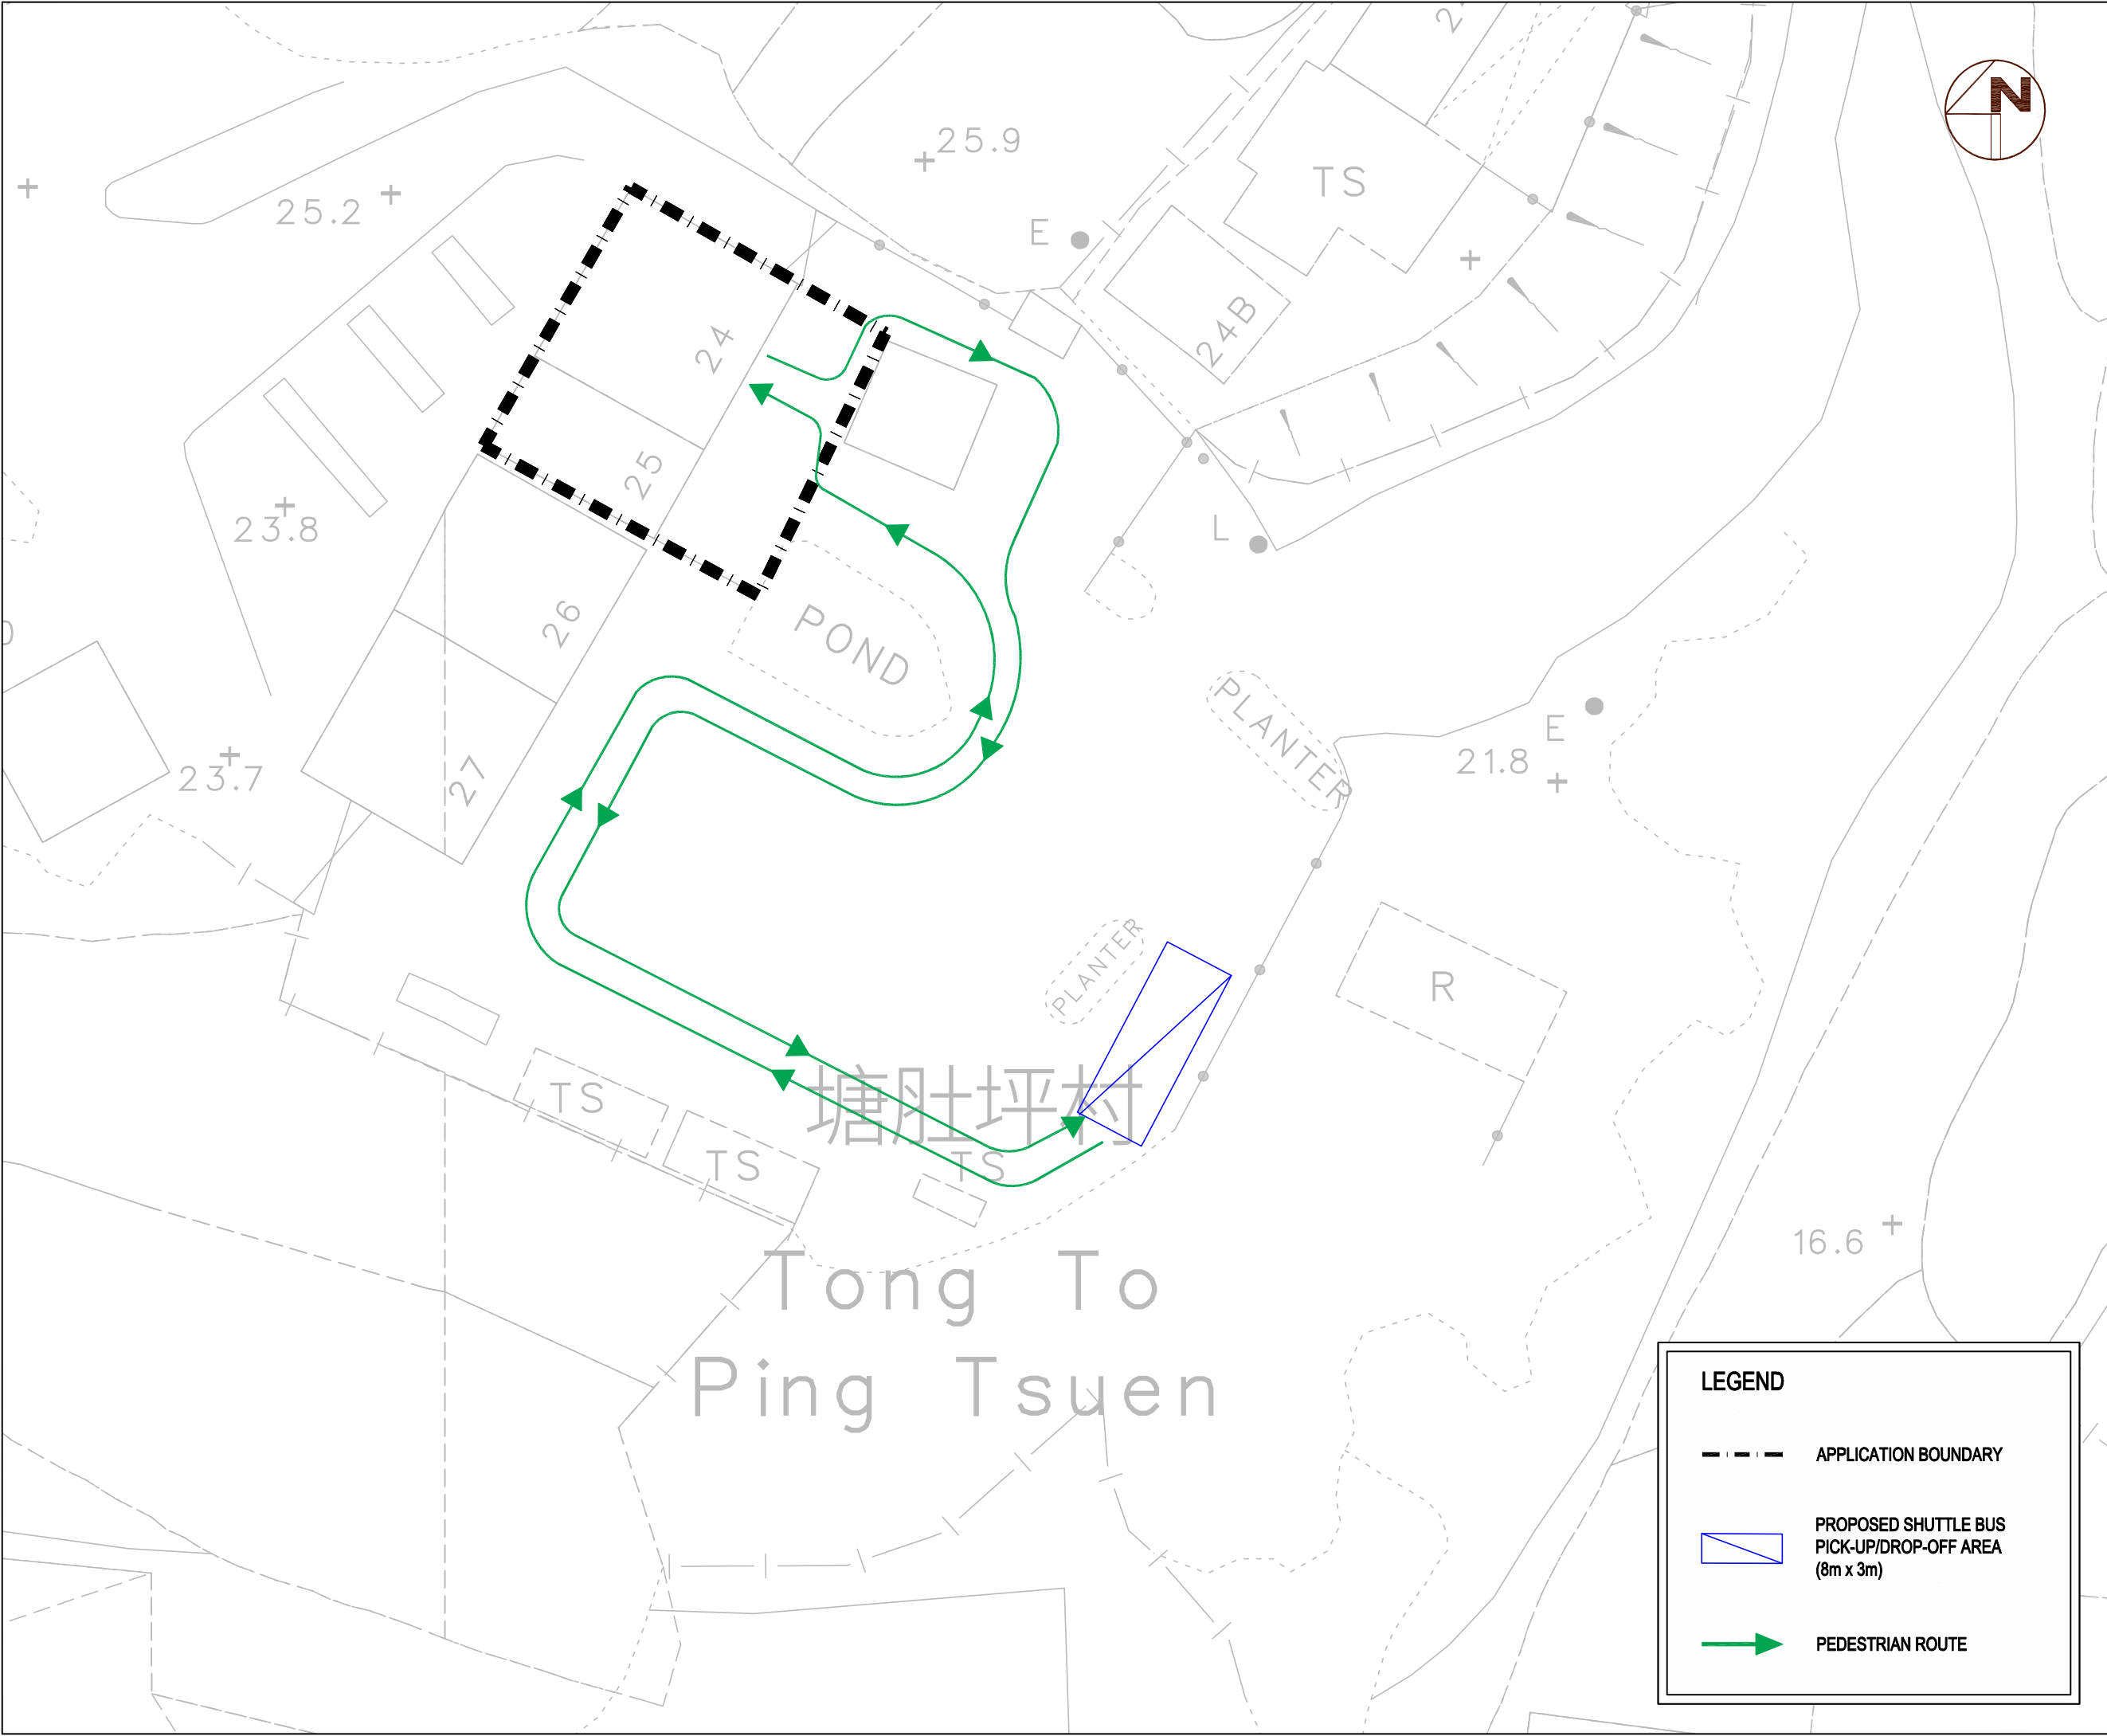 N
25.9
25.2
TS
E
24B
24
25
23.8
L
26
POND
PLANTER
E
21.8
23.7
27
PLANTER
R
塘肚坪村
TS
TS
TS
16.6
Tong To
Ping Tsuen
LEGEND
APPLICATION BOUNDARY
PROPOSED SHUTTLE BUS
PICK-UP/DROP-OFF AREA
(8m x 3m)
PEDESTRIAN ROUTE